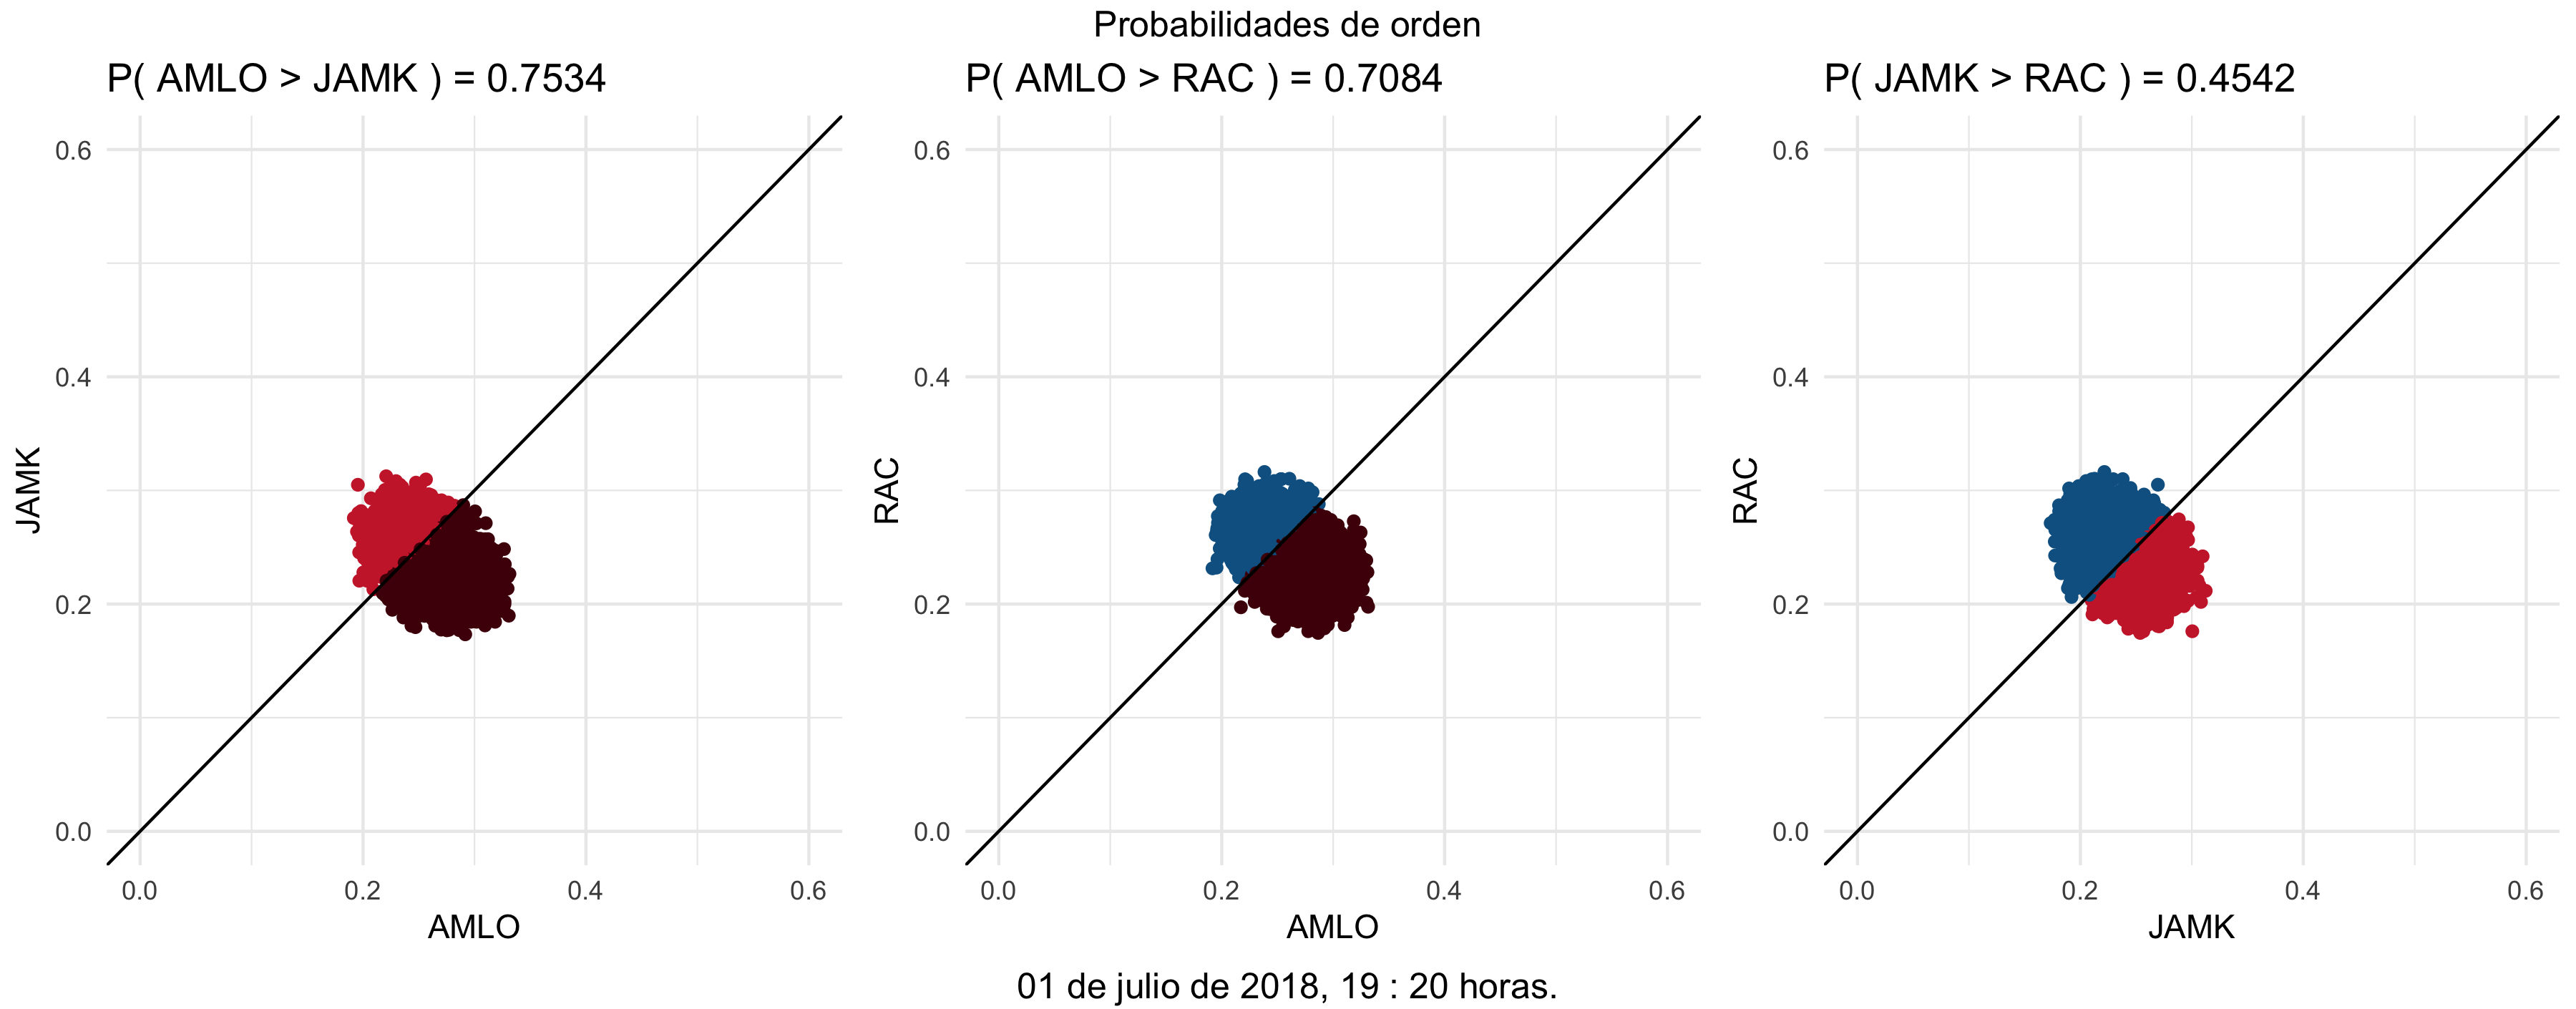 Probabilidades de orden
P( AMLO > JAMK ) = 0.7534
0.6
0.4
0.2
0.0
JAMK
0.0 0.2 0.4 0.6
AMLO
P( AMLO > RAC ) = 0.7084
0.6
0.4
0.2
0.0
RAC
0.0 0.2 0.4 0.6
AMLO
P( JAMK > RAC ) = 0.4542
0.6
0.4
0.2
0.0
RAC
0.0 0.2 0.4 0.6
JAMK
01 de julio de 2018, 19 : 20 horas.